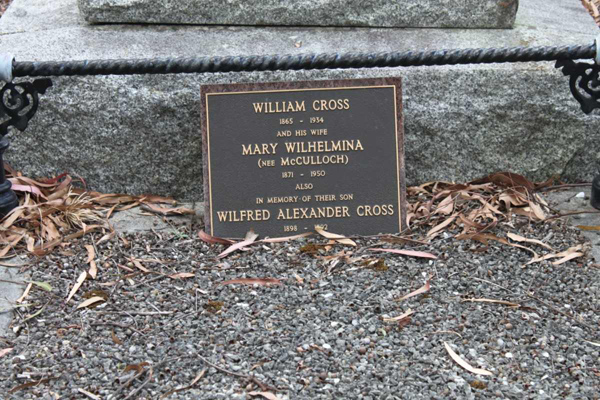 WILLIAM CROSS
1865 - 1934
AND HIS WIFE
MARY WILHELMINA
(NEE McCULLOCH)
1871 - 1950
ALSO
IN MEMORY OF THEIR SON
WILFRED ALEXANDER CROSS
1898 -